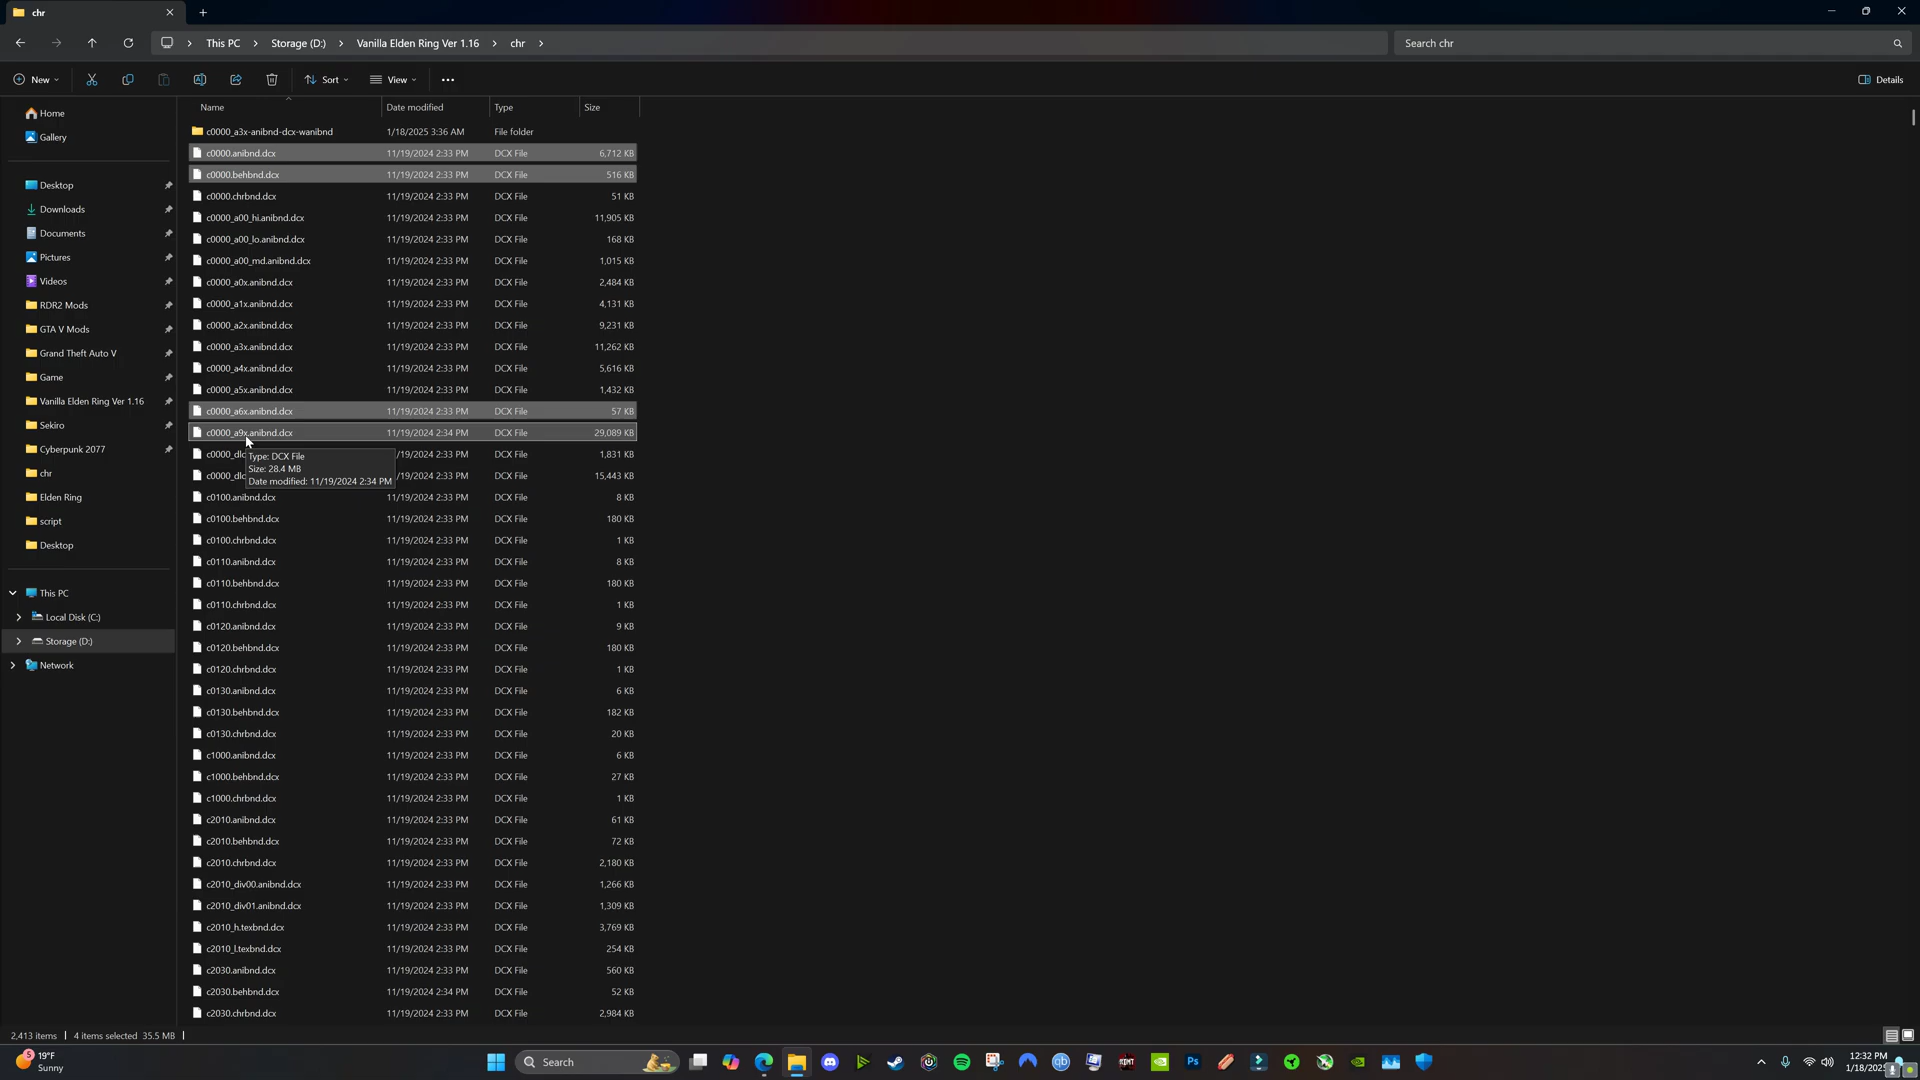 chr
This PC > Storage (D:) > Vanilla Elden Ring Ver 1.16 > chr >
Search chr
New
Sort
View
Details
Name Date modified Type Size
Home
Gallery
Desktop
Downloads
Documents
Pictures
Videos
RDR2 Mods
GTA V Mods
Grand Theft Auto V
Game
Vanilla Elden Ring Ver 1.16
Sekiro
Cyberpunk 2077
chr
Elden Ring
script
Desktop
This PC
Local Disk (C:)
Storage (D:)
Network
c0000_a3x-anibnd-dcx-wanibnd 1/18/2025 3:36 AM File folder
c0000.anibnd.dcx 11/19/2024 2:33 PM DCX File 6,712 KB
c0000.behbnd.dcx 11/19/2024 2:33 PM DCX File 516 KB
c0000.chrbnd.dcx 11/19/2024 2:33 PM DCX File 51 KB
c0000_a00_hi.anibnd.dcx 11/19/2024 2:33 PM DCX File 11,905 KB
c0000_a00_lo.anibnd.dcx 11/19/2024 2:33 PM DCX File 168 KB
c0000_a00_md.anibnd.dcx 11/19/2024 2:33 PM DCX File 1,015 KB
c0000_a0x.anibnd.dcx 11/19/2024 2:33 PM DCX File 2,484 KB
c0000_a1x.anibnd.dcx 11/19/2024 2:33 PM DCX File 4,131 KB
c0000_a2x.anibnd.dcx 11/19/2024 2:33 PM DCX File 9,231 KB
c0000_a3x.anibnd.dcx 11/19/2024 2:33 PM DCX File 11,262 KB
c0000_a4x.anibnd.dcx 11/19/2024 2:33 PM DCX File 5,616 KB
c0000_a5x.anibnd.dcx 11/19/2024 2:33 PM DCX File 1,432 KB
c0000_a6x.anibnd.dcx 11/19/2024 2:33 PM DCX File 57 KB
c0000_a9x.anibnd.dcx 11/19/2024 2:34 PM DCX File 29,089 KB
c0000_dlc /19/2024 2:33 PM DCX File 1,831 KB
c0000_dlc /19/2024 2:33 PM DCX File 15,443 KB
Type: DCX File
Size: 28.4 MB
Date modified: 11/19/2024 2:34 PM
c0100.anibnd.dcx 11/19/2024 2:33 PM DCX File 8 KB
c0100.behbnd.dcx 11/19/2024 2:33 PM DCX File 180 KB
c0100.chrbnd.dcx 11/19/2024 2:33 PM DCX File 1 KB
c0110.anibnd.dcx 11/19/2024 2:33 PM DCX File 8 KB
c0110.behbnd.dcx 11/19/2024 2:33 PM DCX File 180 KB
c0110.chrbnd.dcx 11/19/2024 2:33 PM DCX File 1 KB
c0120.anibnd.dcx 11/19/2024 2:33 PM DCX File 9 KB
c0120.behbnd.dcx 11/19/2024 2:33 PM DCX File 180 KB
c0120.chrbnd.dcx 11/19/2024 2:33 PM DCX File 1 KB
c0130.anibnd.dcx 11/19/2024 2:33 PM DCX File 6 KB
c0130.behbnd.dcx 11/19/2024 2:33 PM DCX File 182 KB
c0130.chrbnd.dcx 11/19/2024 2:33 PM DCX File 20 KB
c1000.anibnd.dcx 11/19/2024 2:33 PM DCX File 6 KB
c1000.behbnd.dcx 11/19/2024 2:33 PM DCX File 27 KB
c1000.chrbnd.dcx 11/19/2024 2:33 PM DCX File 1 KB
c2010.anibnd.dcx 11/19/2024 2:33 PM DCX File 61 KB
c2010.behbnd.dcx 11/19/2024 2:33 PM DCX File 72 KB
c2010.chrbnd.dcx 11/19/2024 2:33 PM DCX File 2,180 KB
c2010_div00.anibnd.dcx 11/19/2024 2:33 PM DCX File 1,266 KB
c2010_div01.anibnd.dcx 11/19/2024 2:33 PM DCX File 1,309 KB
c2010_h.texbnd.dcx 11/19/2024 2:33 PM DCX File 3,769 KB
c2010_l.texbnd.dcx 11/19/2024 2:33 PM DCX File 254 KB
c2030.anibnd.dcx 11/19/2024 2:33 PM DCX File 560 KB
c2030.behbnd.dcx 11/19/2024 2:34 PM DCX File 52 KB
c2030.chrbnd.dcx 11/19/2024 2:33 PM DCX File 2,984 KB
2,413 items 4 items selected 35.5 MB
5
19°F
Sunny
Search
12:32 PM